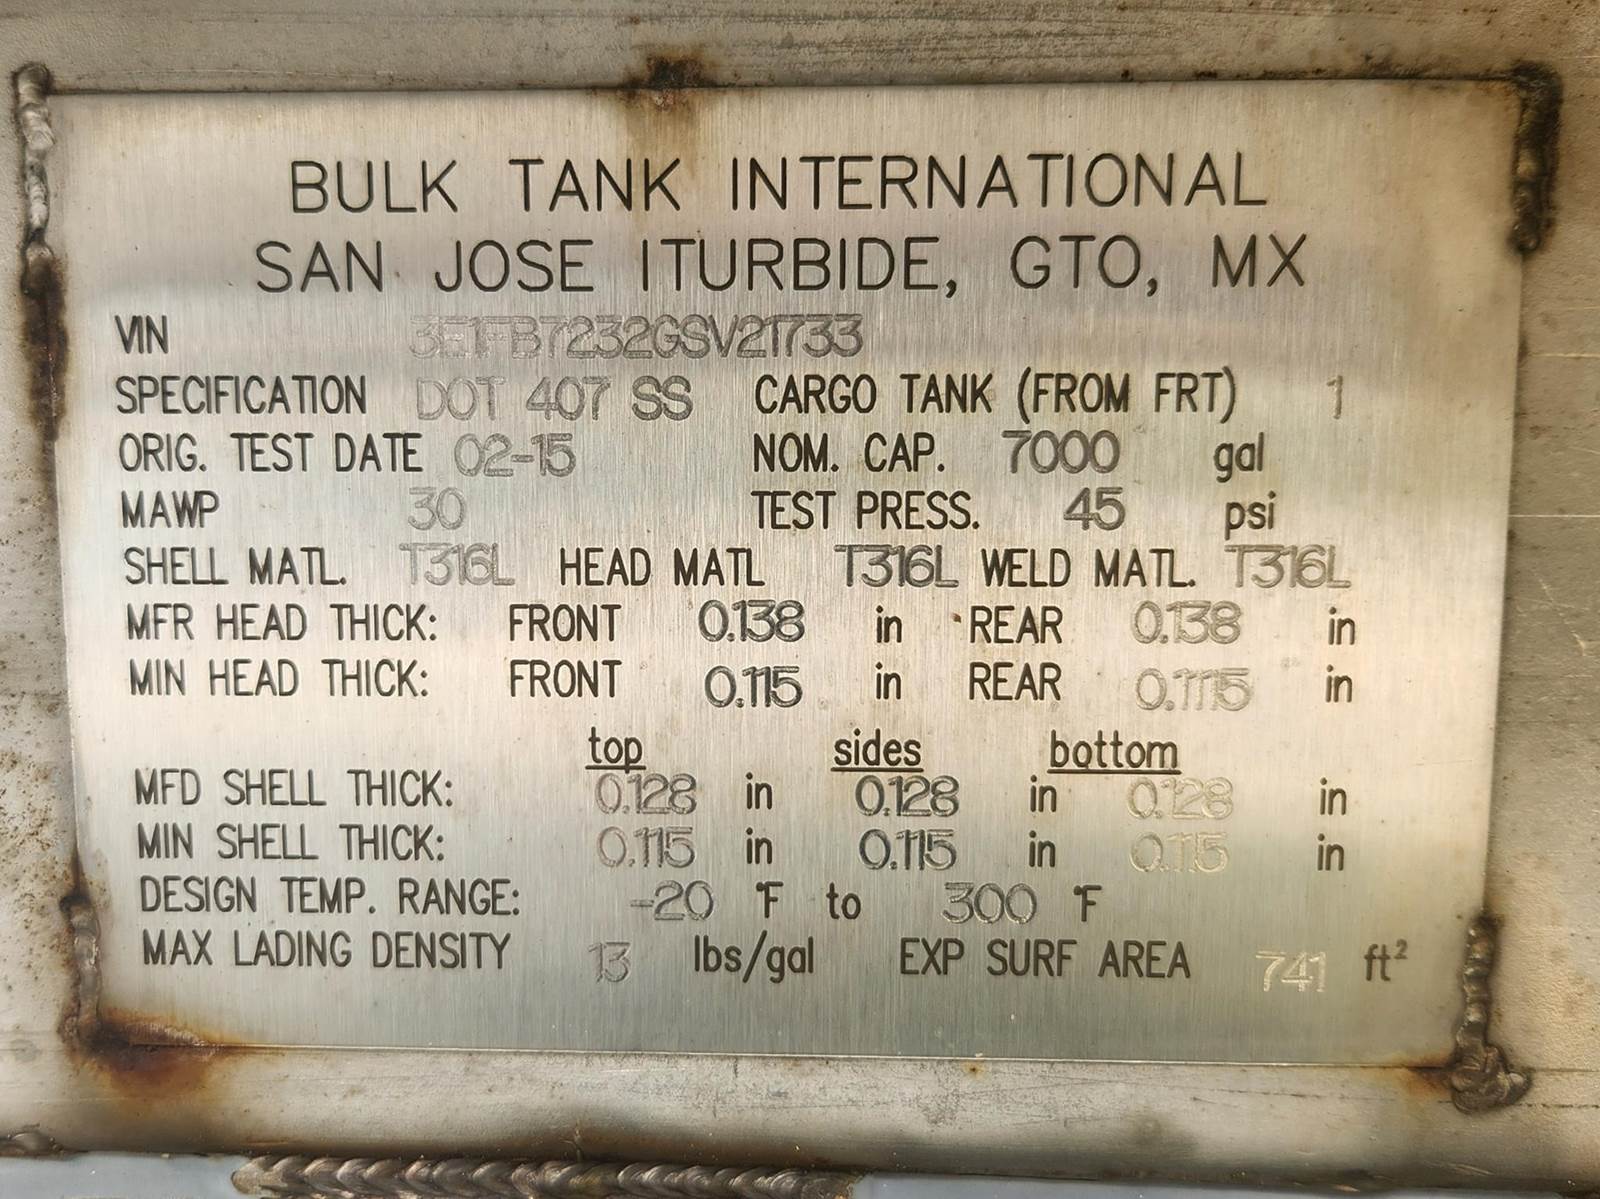 BULK TANK INTERNATIONAL
SAN JOSE ITURBIDE, GTO, MX
VIN 3E1FB7232GSV21733
SPECIFICATION DOT 407 SS CARGO TANK (FROM FRT) 1
ORIG. TEST DATE 02-15 NOM. CAP. 7000 gal
MAWP 30 TEST PRESS. 45 psi
SHELL MATL. T316L HEAD MATL T316L WELD MATL. T316L
MFR HEAD THICK: FRONT 0.138 in REAR 0.138 in
MIN HEAD THICK: FRONT 0.115 in REAR in
top sides bottom
MFD SHELL THICK: 0.128 in 0.128 in 0.128 in
MIN SHELL THICK: 0.115 in 0.115 in 0.115 in
DESIGN TEMP. RANGE: -20 °F to 300 °F
MAX LADING DENSITY 13 lbs/gal EXP SURF AREA 741 ft²